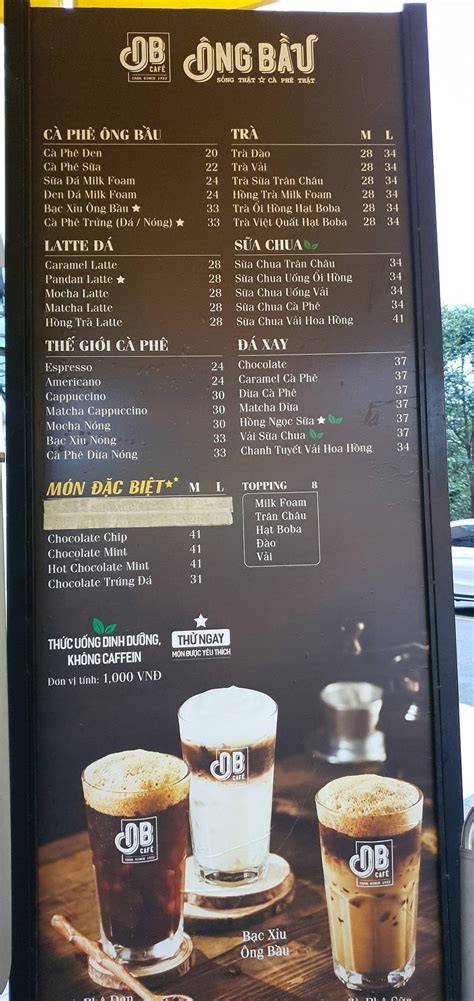 OB
CAFÉ
ÔNG BẦU
SỐNG THẬT ☆ CÀ PHÊ THẬT
CÀ PHÊ ÔNG BẦU
Cà Phê Đen 20
Cà Phê Sữa 22
Sữa Đá Milk Foam 24
Đen Đá Milk Foam 24
Bạc Xỉu Ông Bầu ★ 33
Cà Phê Trứng (Đá / Nóng) ★ 33
TRÀ M L
Trà Đào 28 34
Trà Vải 28 34
Trà Sữa Trân Châu 28 34
Hồng Trà Milk Foam 28 34
Trà Ổi Hồng Hạt Boba 28 34
Trà Việt Quất Hạt Boba 28 34
LATTE ĐÁ
Caramel Latte 28
Pandan Latte ★ 28
Mocha Latte 28
Matcha Latte 28
Hồng Trà Latte 28
SỮA CHUA
Sữa Chua Trân Châu 34
Sữa Chua Uống Ổi Hồng 34
Sữa Chua Uống Vải 34
Sữa Chua Cà Phê 34
Sữa Chua Vải Hoa Hồng 41
THẾ GIỚI CÀ PHÊ
Espresso 24
Americano 24
Cappuccino 30
Matcha Cappuccino 30
Mocha Nóng 30
Bạc Xỉu Nóng 33
Cà Phê Dừa Nóng 33
ĐÁ XAY
Chocolate 37
Caramel Cà Phê 37
Dừa Cà Phê 37
Matcha Dừa 37
Hồng Ngọc Sữa ★ 37
Vải Sữa Chua 37
Chanh Tuyết Vải Hoa Hồng 34
MÓN ĐẶC BIỆT ★★ M L
Chocolate Chip 41
Chocolate Mint 41
Hot Chocolate Mint 41
Chocolate Trứng Đá 31
TOPPING 8
Milk Foam
Trân Châu
Hạt Boba
Đào
Vải
THỨC UỐNG DINH DƯỠNG,
KHÔNG CAFFEIN
THỬ NGAY
MÓN ĐƯỢC YÊU THÍCH
Đơn vị tính: 1,000 VNĐ
OB
CAFÉ
OB
CAFÉ
OB
CAFÉ
Bạc Xỉu
Ông Bầu